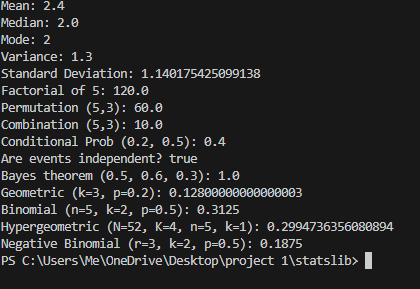 Mean: 2.4
Median: 2.0
Mode: 2
Variance: 1.3
Standard Deviation: 1.140175425099138
Factorial of 5: 120.0
Permutation (5,3): 60.0
Combination (5,3): 10.0
Conditional Prob (0.2, 0.5): 0.4
Are events independent? true
Bayes theorem (0.5, 0.6, 0.3): 1.0
Geometric (k=3, p=0.2): 0.12800000000000003
Binomial (n=5, k=2, p=0.5): 0.3125
Hypergeometric (N=52, K=4, n=5, k=1): 0.2994736356080894
Negative Binomial (r=3, k=2, p=0.5): 0.1875
PS C:\Users\Me\OneDrive\Desktop\project 1\statslib>